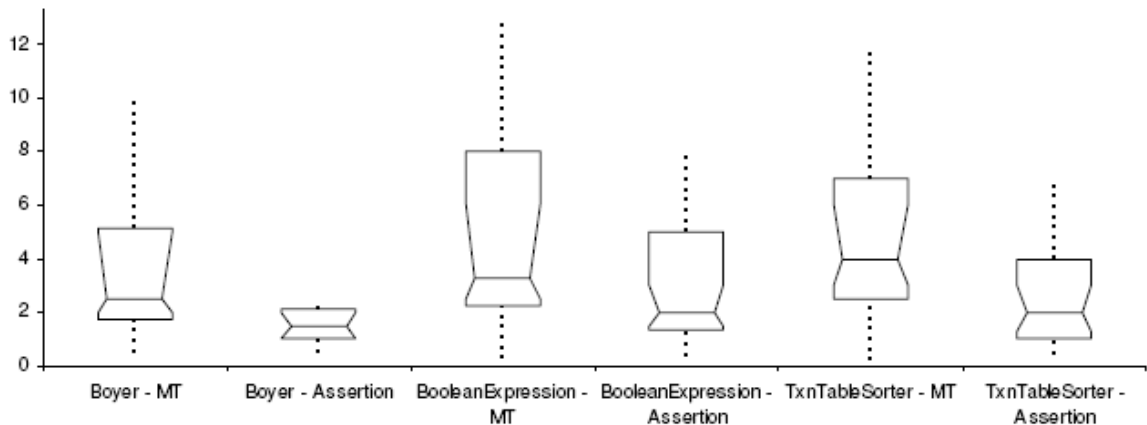 12
10
8
6
4
2
0
Boyer - MT
Boyer - Assertion
BooleanExpression -
MT
BooleanExpression -
Assertion
TxnTableSorter - MT
TxnTableSorter -
Assertion